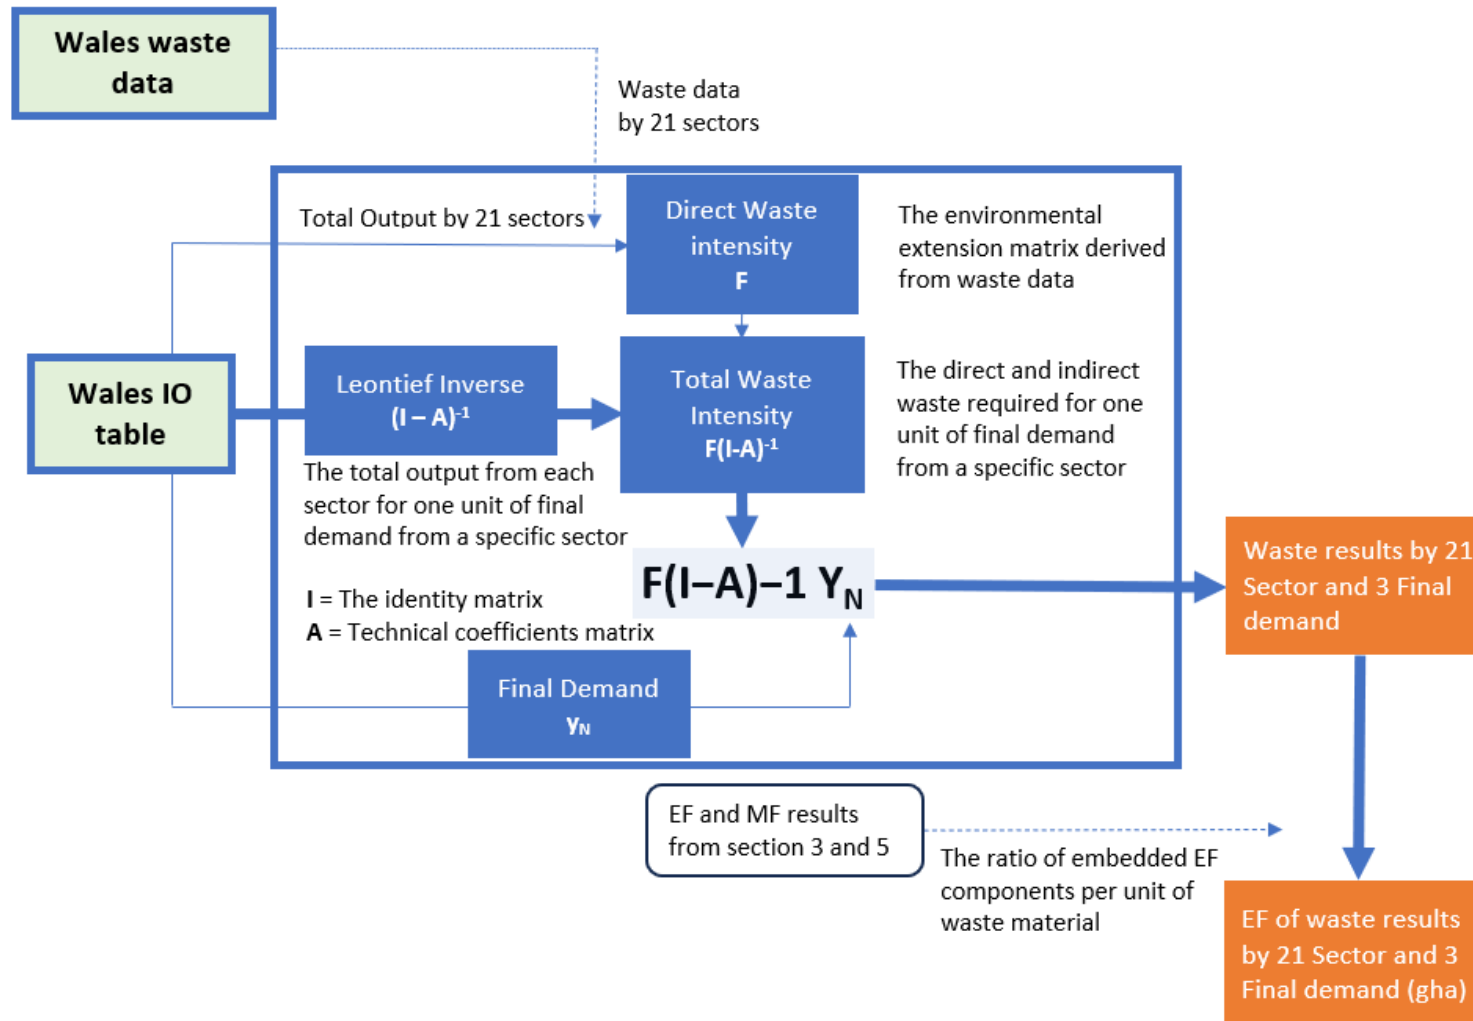 Wales waste
data
Waste data
by 21 sectors
Total Output by 21 sectors
Direct Waste
intensity
F
The environmental
extension matrix derived
from waste data
Wales IO
table
Leontief Inverse
(I – A)⁻¹
Total Waste
Intensity
F(I-A)⁻¹
The direct and indirect
waste required for one
unit of final demand
from a specific sector
The total output from each
sector for one unit of final
demand from a specific sector
F(I–A)–1 Y_N
I = The identity matrix
A = Technical coefficients matrix
Final Demand
y_N
Waste results by 21
Sector and 3 Final
demand
EF and MF results
from section 3 and 5
The ratio of embedded EF
components per unit of
waste material
EF of waste results
by 21 Sector and 3
Final demand (gha)